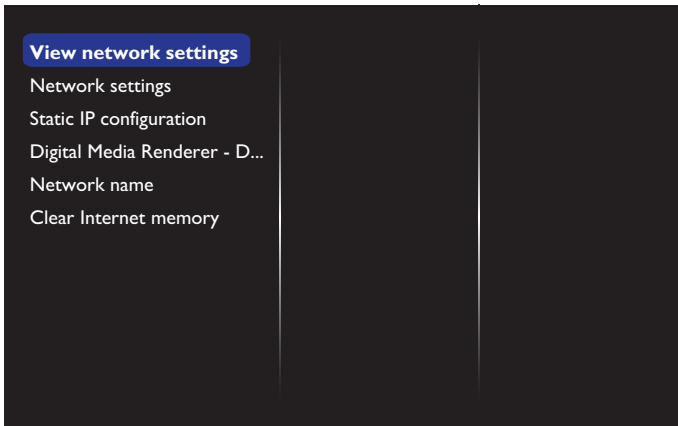 View network settings
Network settings
Static IP configuration
Digital Media Renderer - D...
Network name
Clear Internet memory